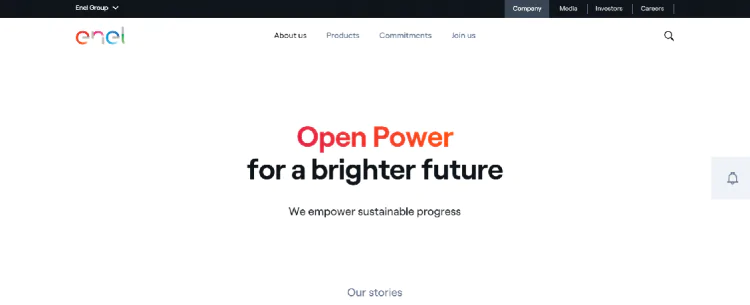 Enel Group
Company Media Investors Careers
enel
About us Products Commitments Join us
Open Power
for a brighter future
We empower sustainable progress
Our stories